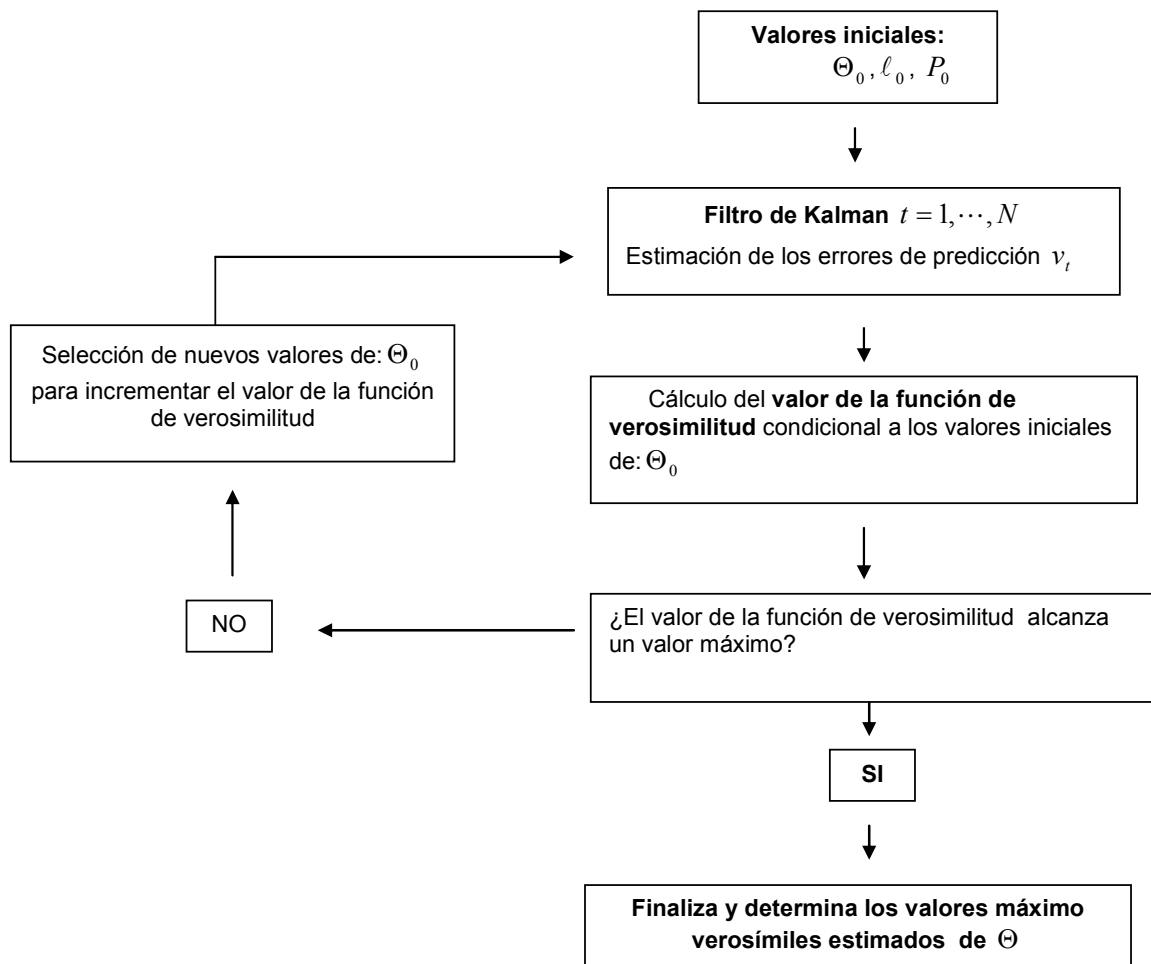 Valores iniciales:
Θ₀, ℓ₀, P₀
Filtro de Kalman t = 1,⋯,N
Estimación de los errores de predicción vₜ
Selección de nuevos valores de: Θ₀
para incrementar el valor de la función
de verosimilitud
Cálculo del valor de la función de
verosimilitud condicional a los valores iniciales
de: Θ₀
NO
¿El valor de la función de verosimilitud alcanza
un valor máximo?
SI
Finaliza y determina los valores máximo
verosímiles estimados de Θ